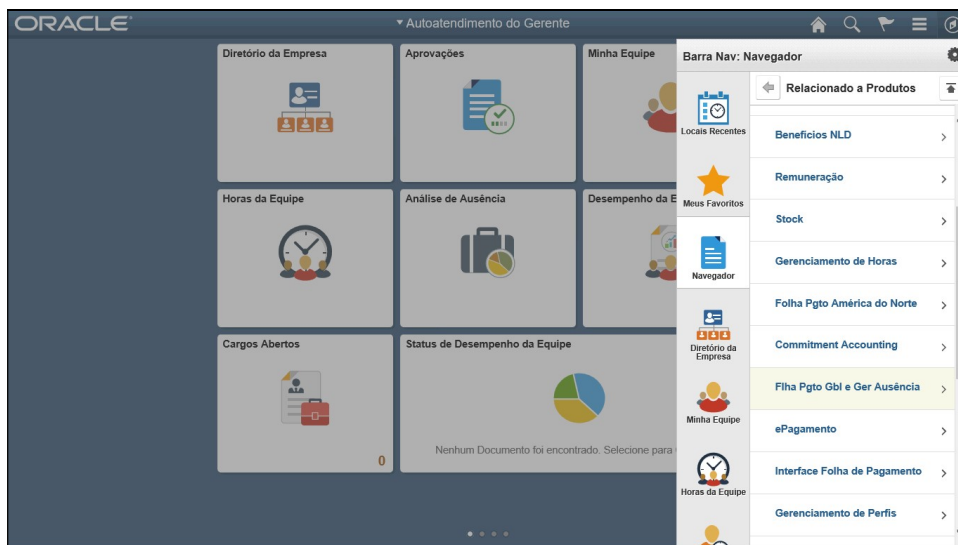 ORACLE
Autoatendimento do Gerente
Diretório da Empresa
Aprovações
Minha Equipe
Horas da Equipe
Análise de Ausência
Desempenho da E
Cargos Abertos
0
Status de Desempenho da Equipe
Nenhum Documento foi encontrado. Selecione para
Barra Nav: Navegador
Locais Recentes
Meus Favoritos
Navegador
Diretório da
Empresa
Minha Equipe
Horas da Equipe
Relacionado a Produtos
Benefícios NLD
Remuneração
Stock
Gerenciamento de Horas
Folha Pgto América do Norte
Commitment Accounting
Flha Pgto Gbl e Ger Ausência
ePagamento
Interface Folha de Pagamento
Gerenciamento de Perfis